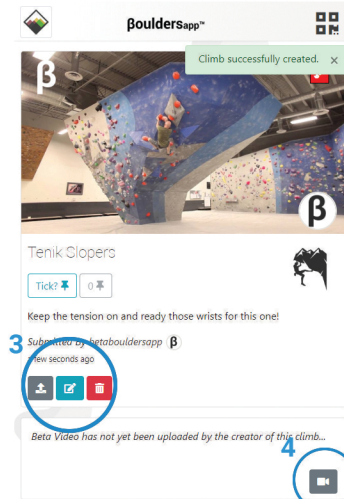 βouldersapp™
Climb successfully created. ×
β
β
Tenik Slopers
Tick? 0
Keep the tension on and ready those wrists for this one!
3
Submitted by betabouldersapp β
few seconds ago
Beta Video has not yet been uploaded by the creator of this climb...
4